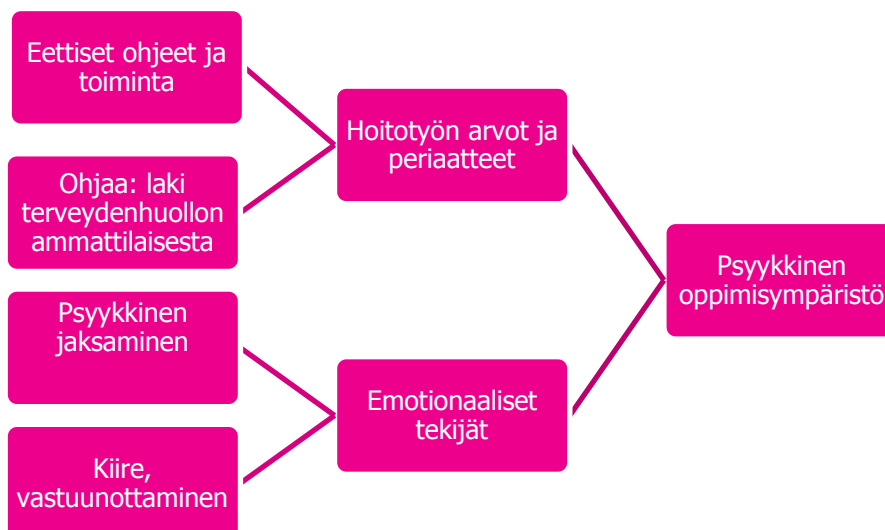 Eettiset ohjeet ja
toiminta
Ohjaa: laki
terveydenhuollon
ammattilaisesta
Psyykkinen
jaksaminen
Kiire,
vastuunottaminen
Hoitotyön arvot ja
periaatteet
Emotionaaliset
tekijät
Psyykkinen
oppimisympäristö